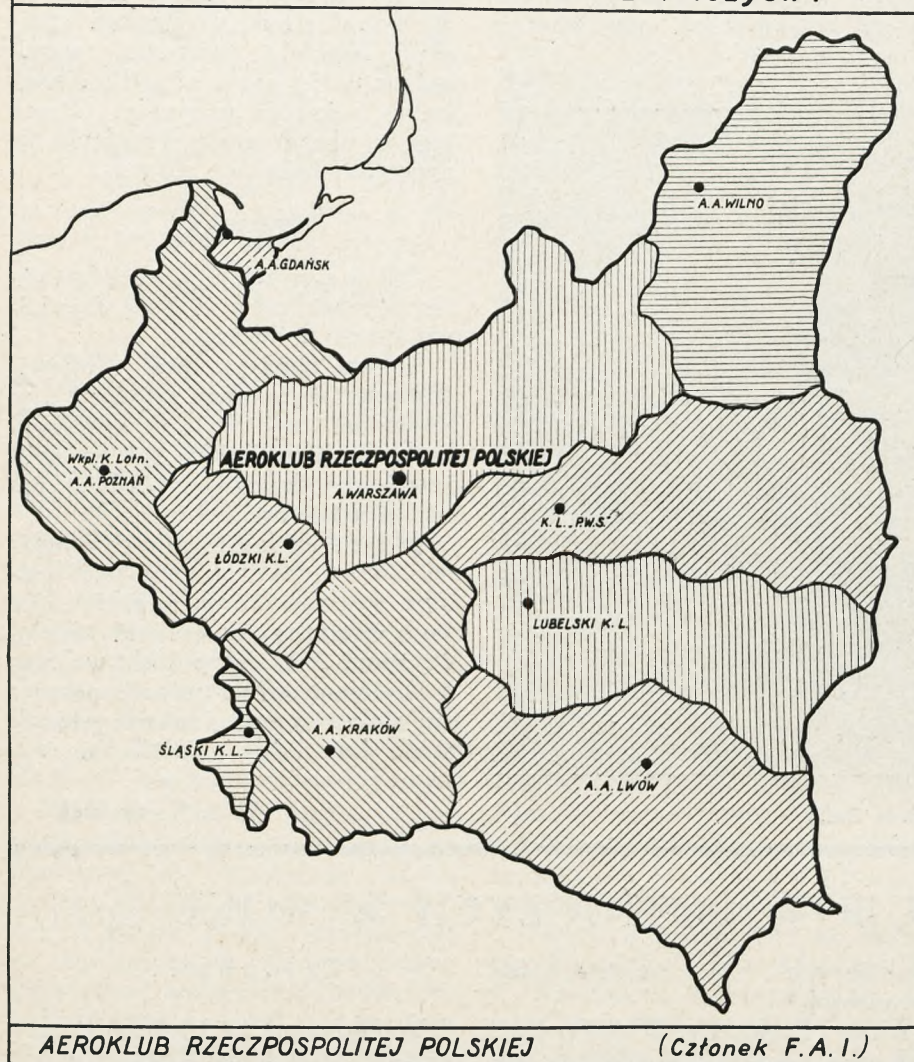 A.A. WILNO
A.A. GDAŃSK
Wkpl. K. Lotn.
A.A. POZNAŃ
AEROKLUB RZECZPOSPOLITEJ POLSKIEJ
A. WARSZAWA
K. L. „P.W.S."
ŁÓDZKI K.L.
LUBELSKI K. L.
ŚLĄSKI K. L.
A. A. KRAKÓW
A. A. LWÓW
AEROKLUB RZECZPOSPOLITEJ POLSKIEJ (Członek F. A. I.)